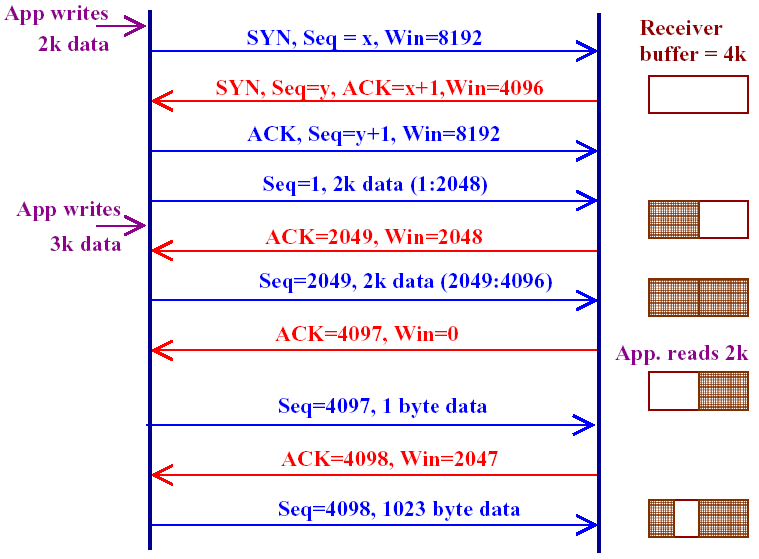 App writes
2k data
SYN, Seq = x, Win=8192
Receiver
buffer = 4k
SYN, Seq=y, ACK=x+1,Win=4096
ACK, Seq=y+1, Win=8192
Seq=1, 2k data (1:2048)
App writes
3k data
ACK=2049, Win=2048
Seq=2049, 2k data (2049:4096)
ACK=4097, Win=0
App. reads 2k
Seq=4097, 1 byte data
ACK=4098, Win=2047
Seq=4098, 1023 byte data